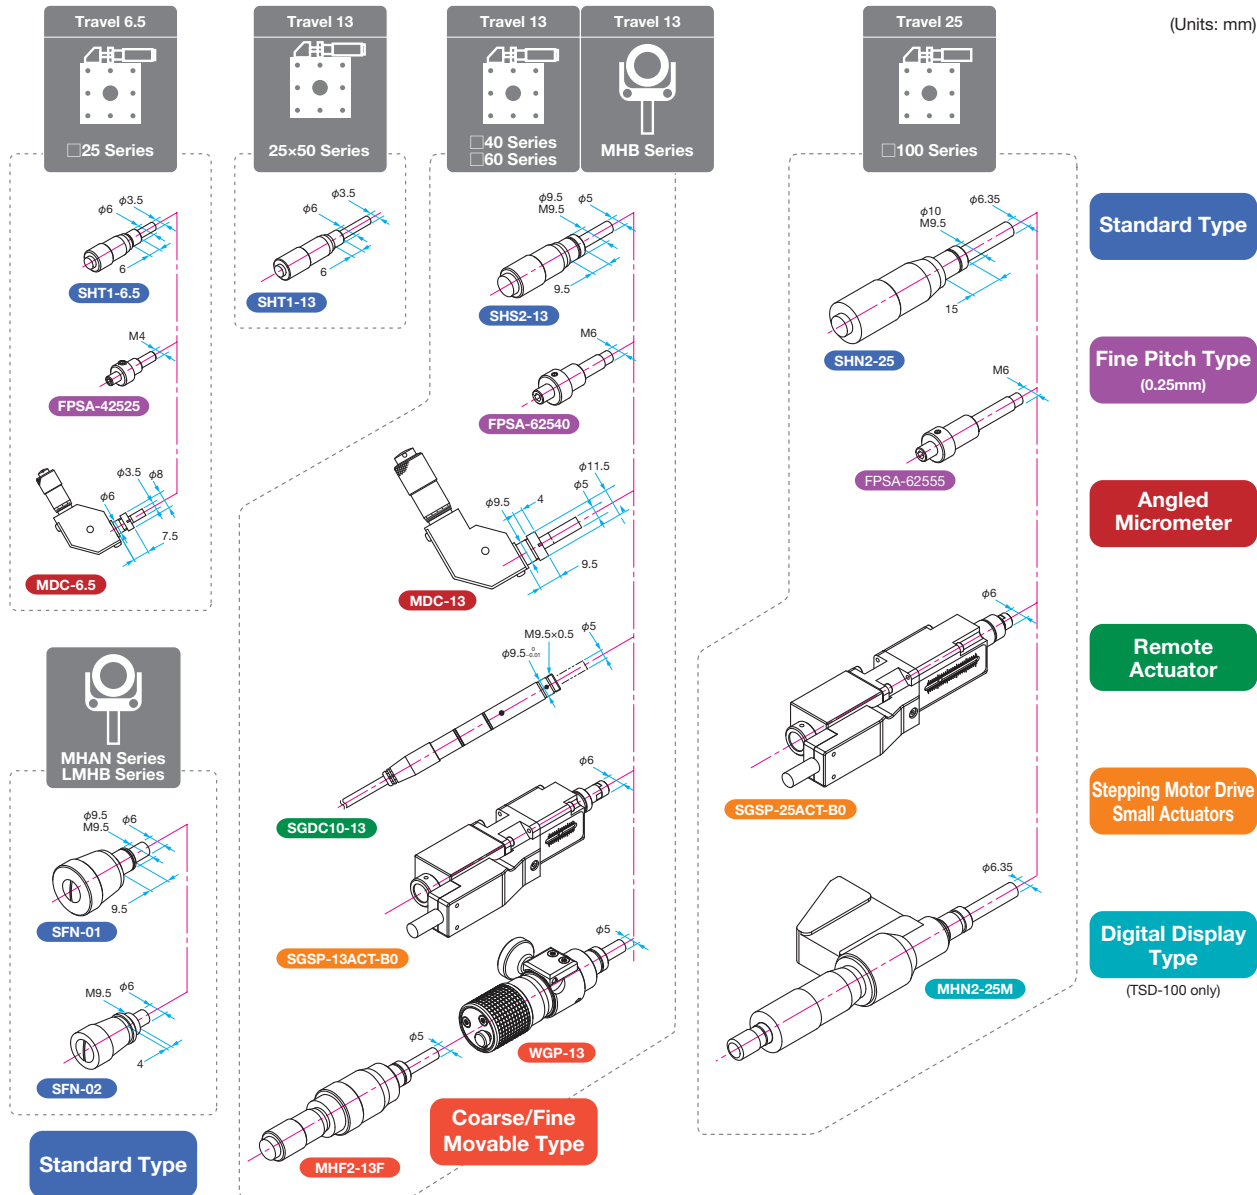 Travel 6.5
□25 Series
Travel 13
25×50 Series
Travel 13
□40 Series
□60 Series
Travel 13
MHB Series
Travel 25
□100 Series
(Units: mm)
φ3.5
φ6
6
SHT1-6.5
M4
FPSA-42525
φ8
φ3.5
φ6
7.5
MDC-6.5
φ3.5
φ6
6
SHT1-13
φ9.5
M9.5
φ5
9.5
SHS2-13
M6
FPSA-62540
φ11.5
φ5
φ9.5
4
9.5
MDC-13
M9.5×0.5
φ9.5 0 -0.01
φ5
SGDC10-13
φ6
SGSP-13ACT-B0
φ5
WGP-13
φ5
MHF2-13F
Coarse/Fine
Movable Type
φ6.35
φ10
M9.5
15
SHN2-25
M6
FPSA-62555
φ6
SGSP-25ACT-B0
φ6.35
MHN2-25M
MHAN Series
LMHB Series
φ9.5
M9.5
φ6
9.5
SFN-01
M9.5
φ6
4
SFN-02
Standard Type
Standard Type
Fine Pitch Type
(0.25mm)
Angled
Micrometer
Remote
Actuator
Stepping Motor Drive
Small Actuators
Digital Display
Type
(TSD-100 only)